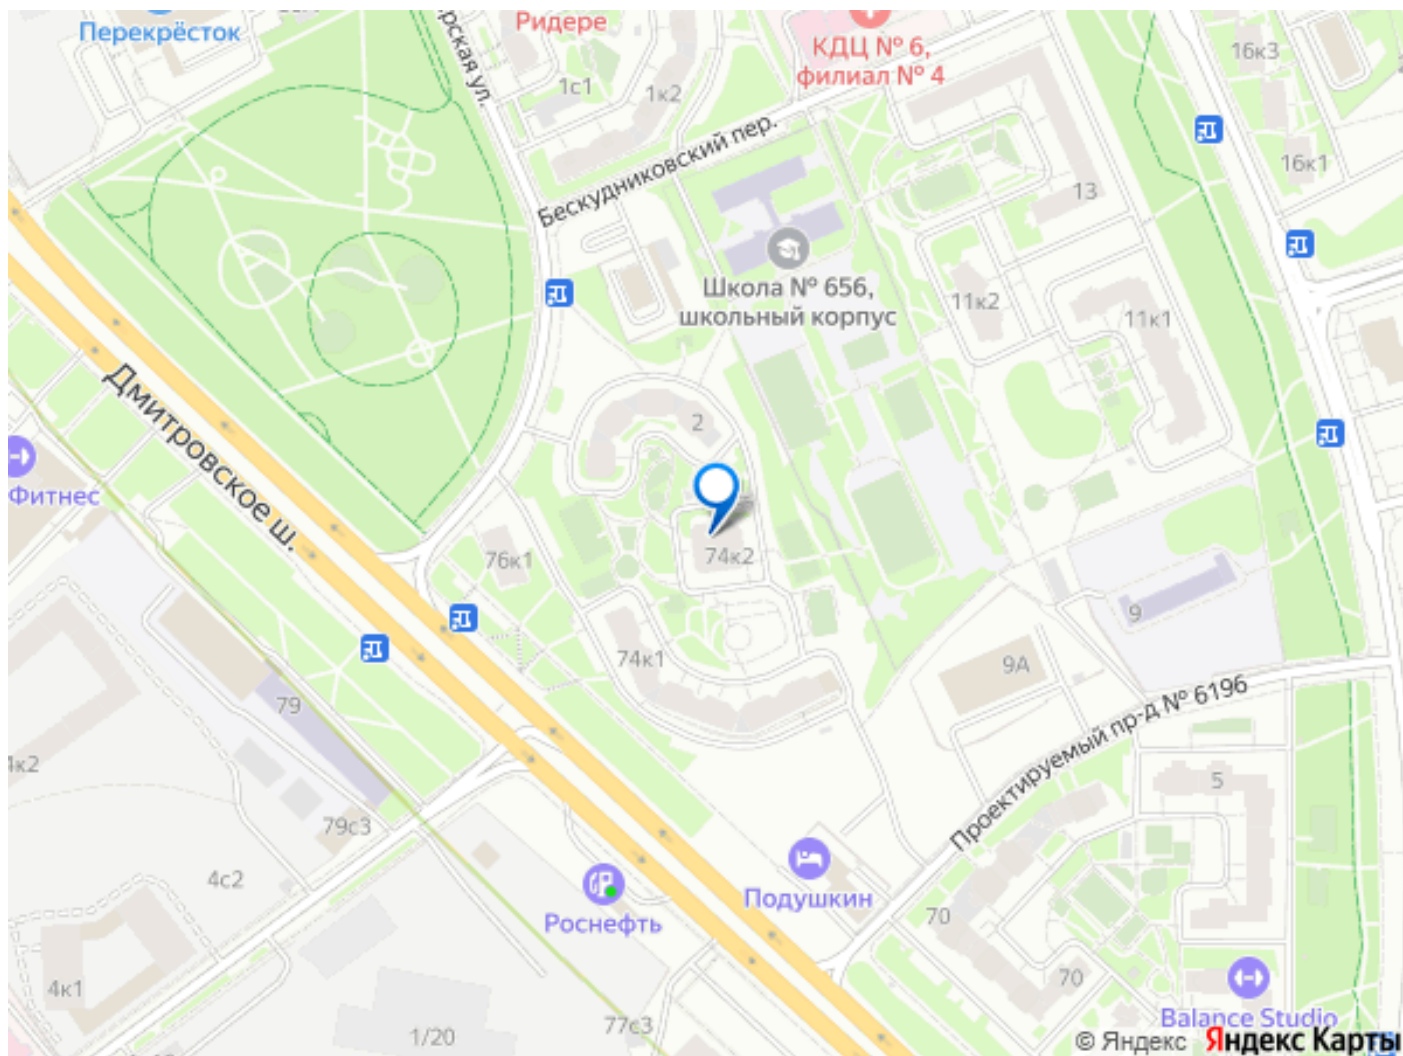 Перекрёсток
Ридере
КДЦ № 6,
филиал № 4
16к3
1с1
1к2
ская ул.
Бескудниковский пер.
13
16к1
Школа № 656,
школьный корпус
11к2
11к1
Дмитровское ш.
2
Фитнес
76к1
74к2
9
74к1
9А
79
Проектируемый пр-д № 6196
к2
5
79с3
4с2
Подушкин
Роснефть
70
70
4к1
1/20
77с3
Balance Studio
© Яндекс Яндекс Карты